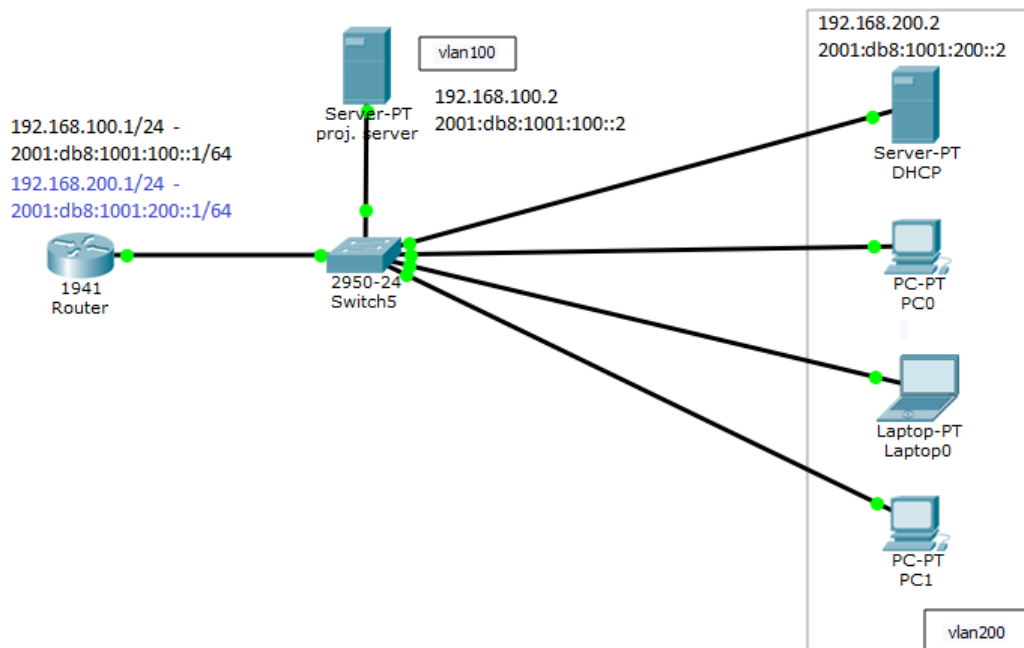 192.168.100.1/24 -
2001:db8:1001:100::1/64
192.168.200.1/24 -
2001:db8:1001:200::1/64
1941
Router
Server-PT
proj. server
vlan100
192.168.100.2
2001:db8:1001:100::2
2950-24
Switch5
192.168.200.2
2001:db8:1001:200::2
Server-PT
DHCP
PC-PT
PC0
Laptop-PT
Laptop0
PC-PT
PC1
vlan200